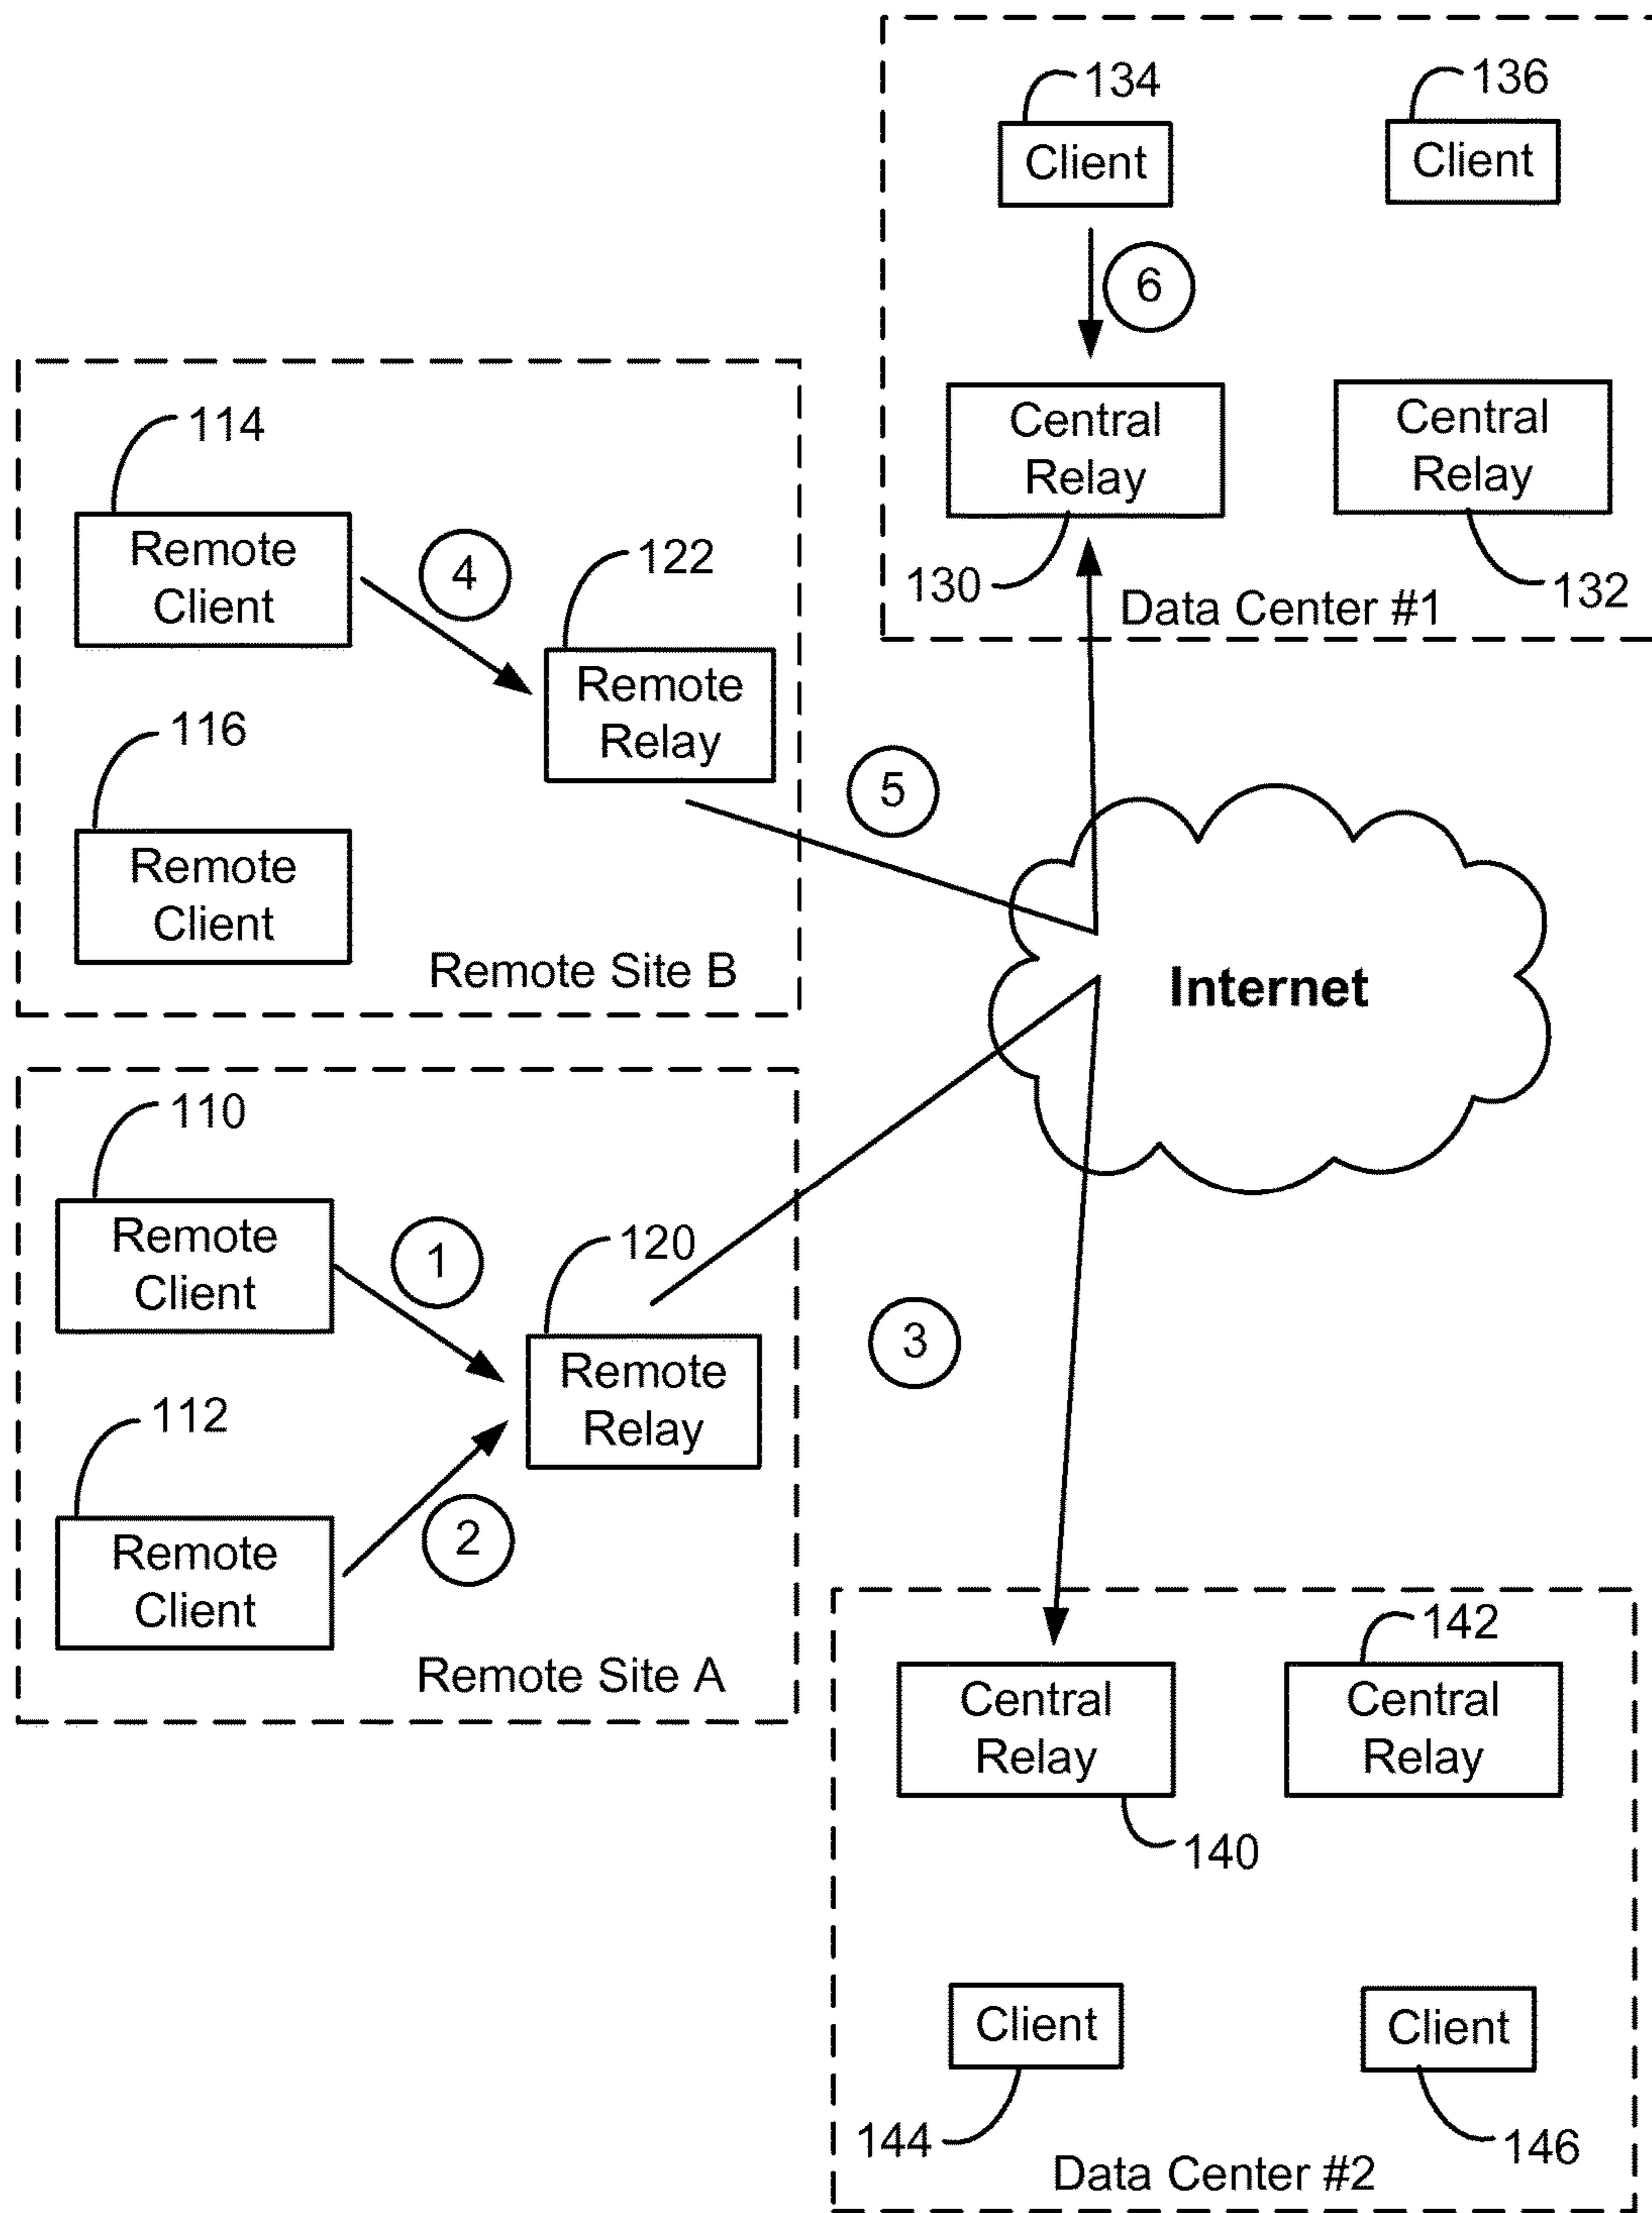 134
136
Client
Client
6
114
Central
Relay
Central
Relay
Remote
Client
4
122
130
Data Center #1
132
Remote
Relay
116
5
Remote
Client
Remote Site B
Internet
110
Remote
Client
1
120
3
Remote
Relay
112
2
Remote
Client
142
Remote Site A
Central
Relay
Central
Relay
140
Client
Client
144
146
Data Center #2